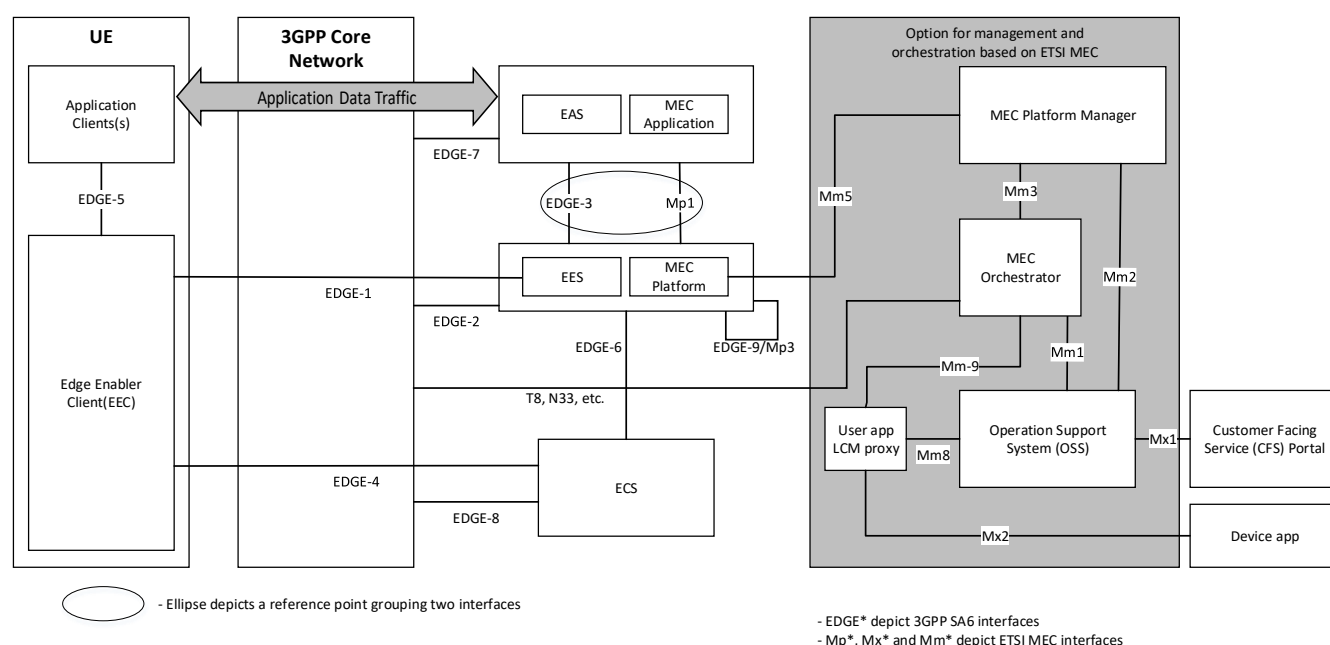 UE
3GPP Core
Network
Option for management and
orchestration based on ETSI MEC
Application
Clients(s)
Application Data Traffic
EAS
MEC
Application
MEC Platform Manager
EDGE-7
EDGE-5
EDGE-3
Mp1
Mm5
Mm3
EES
MEC
Platform
MEC
Orchestrator
Mm2
EDGE-1
EDGE-2
EDGE-6
EDGE-9/Mp3
Mm1
Mm-9
Edge Enabler
Client(EEC)
T8, N33, etc.
User app
LCM proxy
Mm8
Operation Support
System (OSS)
Mx1
Customer Facing
Service (CFS) Portal
EDGE-4
ECS
EDGE-8
Mx2
Device app
- Ellipse depicts a reference point grouping two interfaces
- EDGE* depict 3GPP SA6 interfaces
- Mp*, Mx* and Mm* depict ETSI MEC interfaces